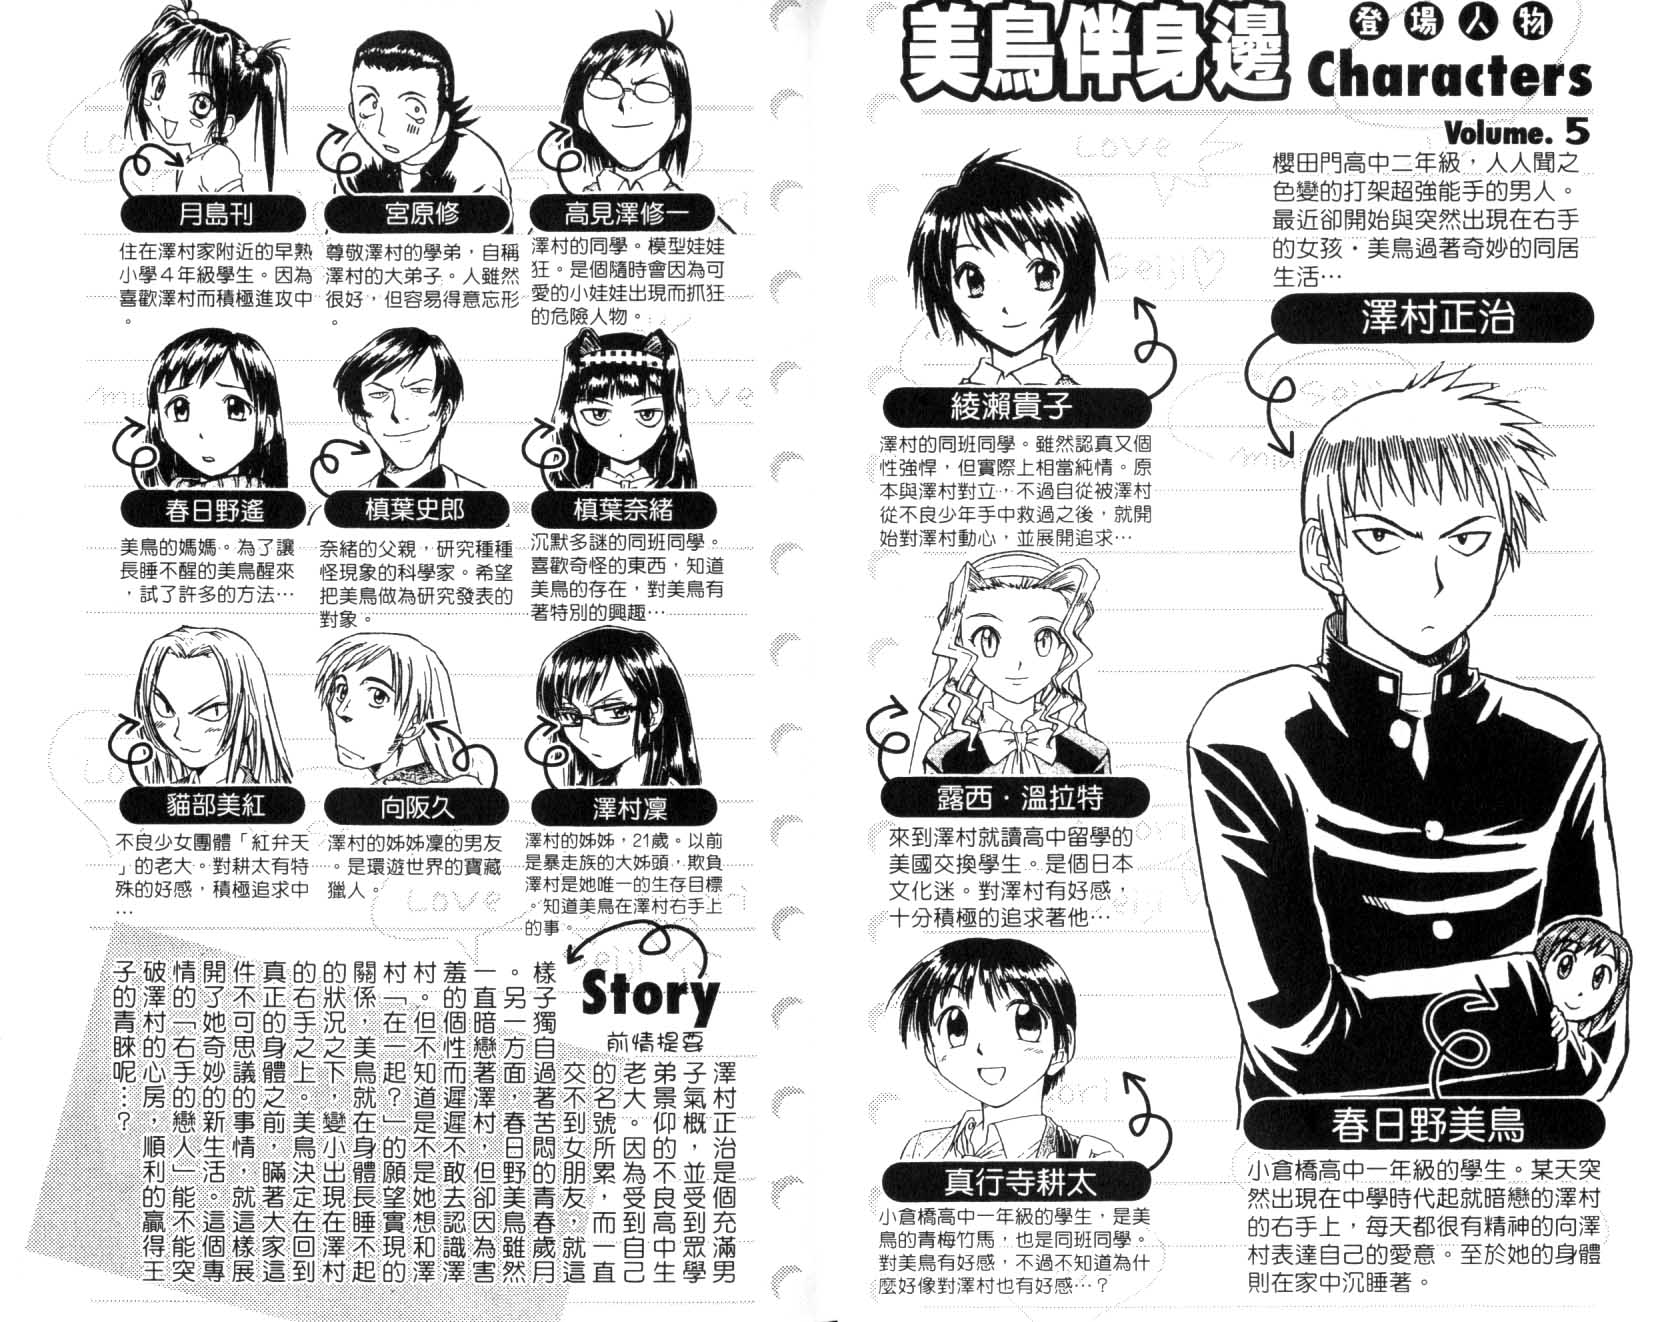 美鳥伴身邊
登場人物
Characters
Volume. 5
櫻田門高中二年級，人人聞之
色變的打架超強能手的男人。
最近卻開始與突然出現在右手
的女孩・美鳥過著奇妙的同居
生活…
澤村正治
綾瀨貴子
澤村的同班同學。雖然認真又個
性強悍，但實際上相當純情。原
本與澤村對立，不過自從被澤村
從不良少年手中救過之後，就開
始對澤村動心，並展開追求…
露西・溫拉特
來到澤村就讀高中留學的
美國交換學生。是個日本
文化迷。對澤村有好感，
十分積極的追求著他…
真行寺耕太
小倉橋高中一年級的學生，是美
鳥的青梅竹馬，也是同班同學。
對美鳥有好感，不過不知道為什
麼好像對澤村也有好感…？
春日野美鳥
小倉橋高中一年級的學生。某天突
然出現在中學時代起就暗戀的澤村
的右手上，每天都很有精神的向澤
村表達自己的愛意。至於她的身體
則在家中沉睡著。
月島刊
住在澤村家附近的早熟
小學４年級學生。因為
喜歡澤村而積極進攻中
。
宮原修
尊敬澤村的學弟，自稱
澤村的大弟子。人雖然
很好，但容易得意忘形
。
高見澤修一
澤村的同學。模型娃娃
狂。是個隨時會因為可
愛的小娃娃出現而抓狂
的危險人物。
春日野遙
美鳥的媽媽。為了讓
長睡不醒的美鳥醒來
，試了許多的方法…
槙葉史郎
奈緒的父親，研究種種
怪現象的科學家。希望
把美鳥做為研究發表的
對象。
槙葉奈緒
沉默多謎的同班同學。
喜歡奇怪的東西，知道
美鳥的存在，對美鳥有
著特別的興趣…
貓部美紅
不良少女團體「紅弁天
」的老大。對耕太有特
殊的好感，積極追求中
…
向阪久
澤村的姊姊凜的男友
。是環遊世界的寶藏
獵人。
澤村凜
澤村的姊姊，21歲。以前
是暴走族的大姊頭，欺負
澤村是她唯一的生存目標
。知道美鳥在澤村右手上
的事。
Story
前情提要
澤村正治是個充滿男
子氣概，並受到眾學
弟景仰的不良高中生
老大。因為受到自己
的名號所累，而一直
交不到女朋友，就這
樣子獨自過著苦悶的青春歲月
。另一方面，春日野美鳥雖然
一直暗戀著澤村，但卻因為害
羞的個性而遲遲不敢去認識澤
村。但不知道是不是她想和澤
村「在一起？」的願望實現的
關係，美鳥就在身體長睡不起
的狀況之下，變小出現在澤村
的右手之上。美鳥決定在回到
真正的身體之前，瞞著大家這
件不可思議的事情，就這樣展
開了她奇妙的新生活。這個專
情的「右手的戀人」能不能突
破澤村的心房，順利的贏得王
子的青睞呢…？